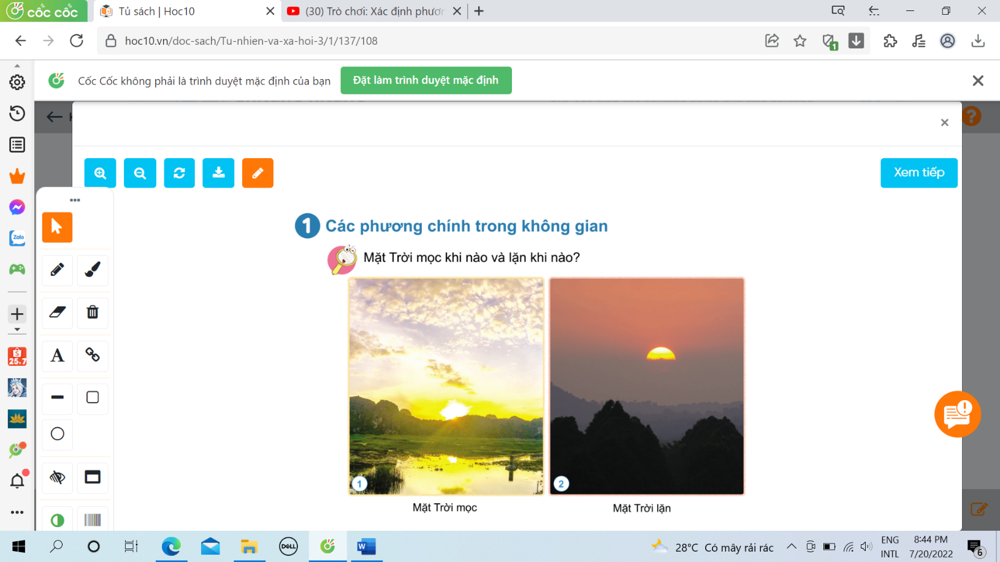 cốc cốc
Tủ sách | Hoc10
(30) Trò chơi: Xác định phươn
hoc10.vn/doc-sach/Tu-nhien-va-xa-hoi-3/1/137/108
1
Cốc Cốc không phải là trình duyệt mặc định của bạn
Đặt làm trình duyệt mặc định
?
Xem tiếp
Zalo
25.7
A
1 Các phương chính trong không gian
Mặt Trời mọc khi nào và lặn khi nào?
1
2
Mặt Trời mọc
Mặt Trời lặn
DELL
W
28°C Có mây rải rác
ENG
INTL
8:44 PM
7/20/2022
6